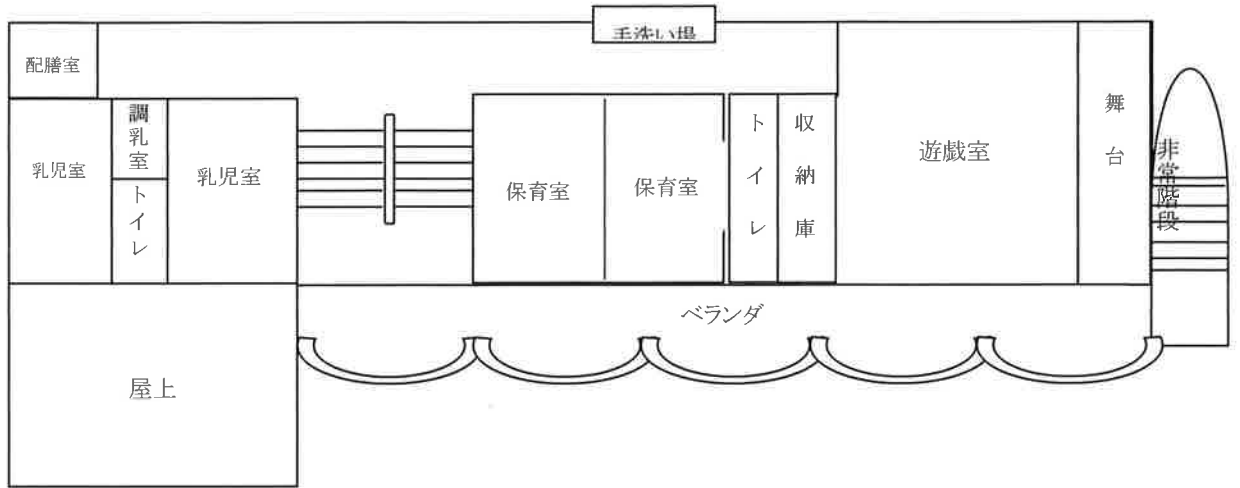 手洗い場
配膳室
乳児室
調乳室
トイレ
乳児室
保育室
保育室
トイレ
収納庫
遊戯室
舞台
非常階段
ベランダ
屋上